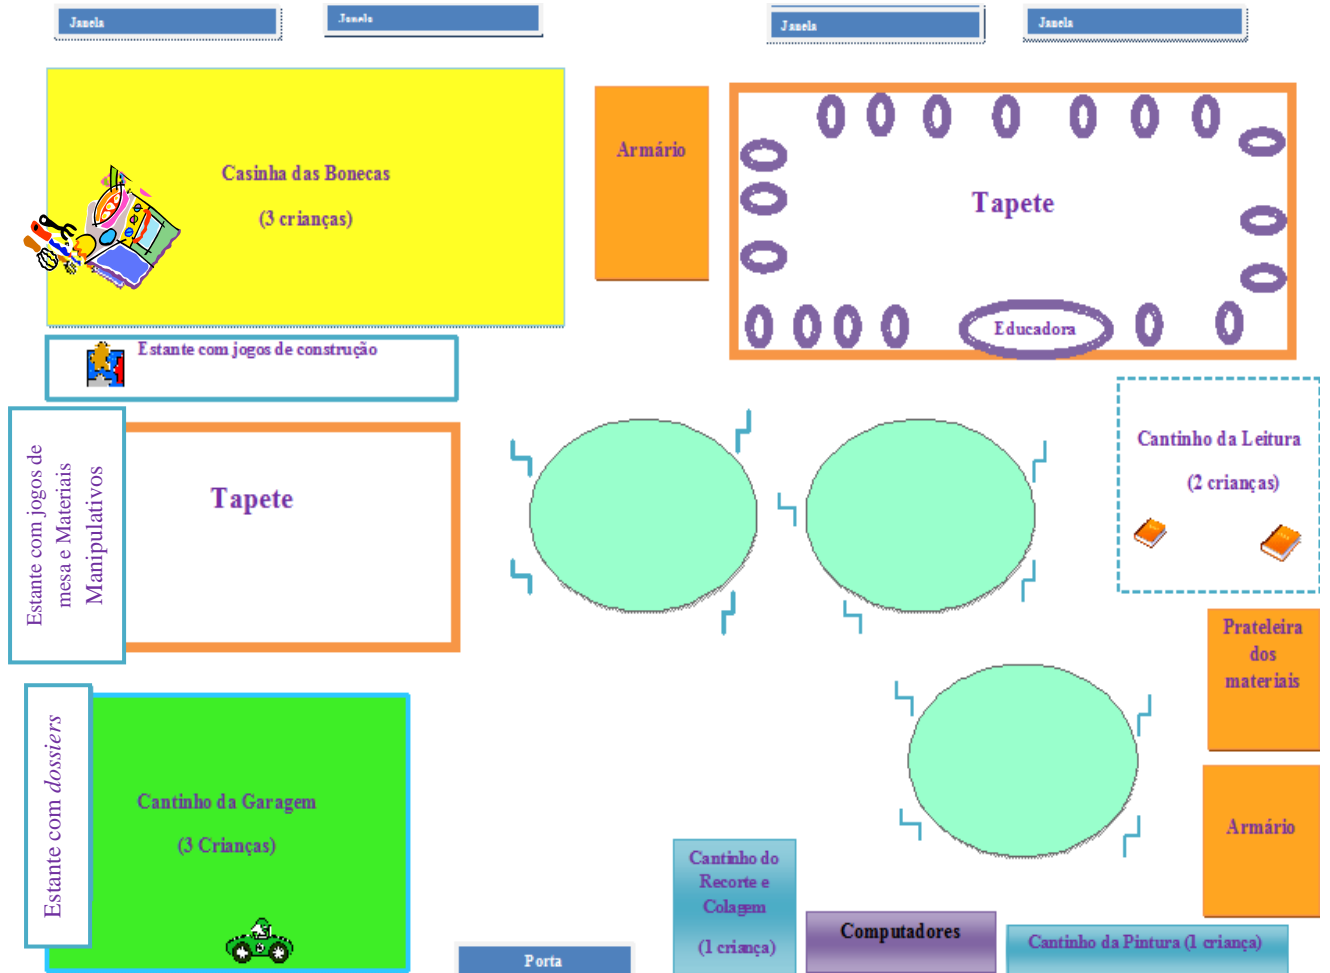 Janela
Janela
Janela
Janela
Casinha das Bonecas
(3 crianças)
Armário
Tapete
Educadora
Estante com jogos de construção
Estante com jogos de
mesa e Materiais
Manipulativos
Tapete
Cantinho da Leitura
(2 crianças)
Prateleira
dos
materiais
Estante com dossiers
Cantinho da Garagem
(3 Crianças)
Armário
Cantinho do
Recorte e
Colagem
(1 criança)
Computadores
Cantinho da Pintura (1 criança)
Porta